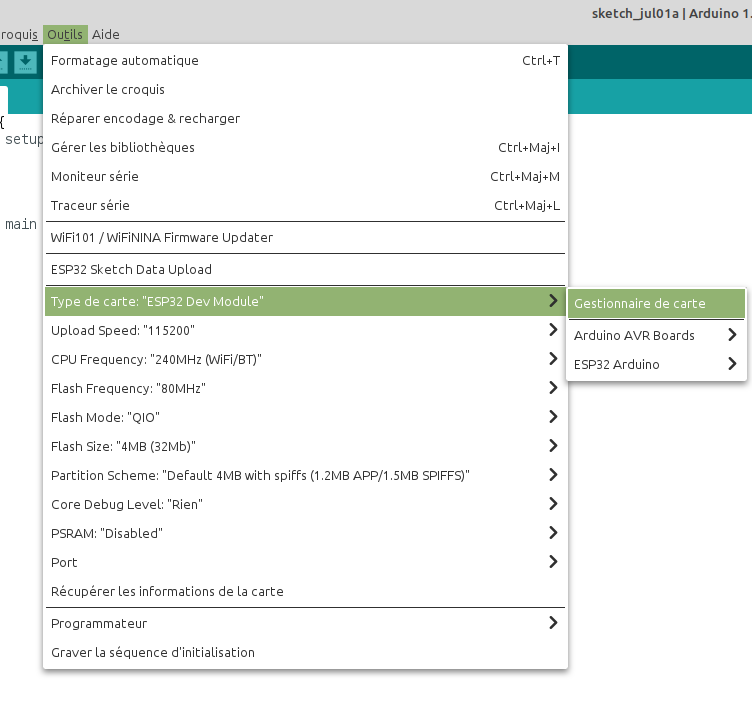 sketch_jul01a | Arduino 1.
roquis Outils Aide
{
setup
main
Formatage automatique Ctrl+T
Archiver le croquis
Réparer encodage & recharger
Gérer les bibliothèques Ctrl+Maj+I
Moniteur série Ctrl+Maj+M
Traceur série Ctrl+Maj+L
WiFi101 / WiFiNINA Firmware Updater
ESP32 Sketch Data Upload
Type de carte: "ESP32 Dev Module"
Upload Speed: "115200"
CPU Frequency: "240MHz (WiFi/BT)"
Flash Frequency: "80MHz"
Flash Mode: "QIO"
Flash Size: "4MB (32Mb)"
Partition Scheme: "Default 4MB with spiffs (1.2MB APP/1.5MB SPIFFS)"
Core Debug Level: "Rien"
PSRAM: "Disabled"
Port
Récupérer les informations de la carte
Programmateur
Graver la séquence d'initialisation
Gestionnaire de carte
Arduino AVR Boards
ESP32 Arduino